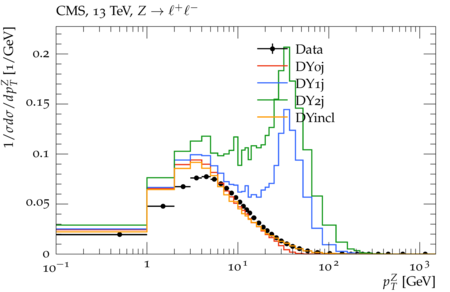 CMS, 13 TeV, Z → ℓ⁺ℓ⁻
1/σdσ/dp_T^Z [1/GeV]
0.2
0.15
0.1
0.05
0
Data
DY0j
DY1j
DY2j
DYincl
10⁻¹ 1 10¹ 10² 10³
p_T^Z [GeV]